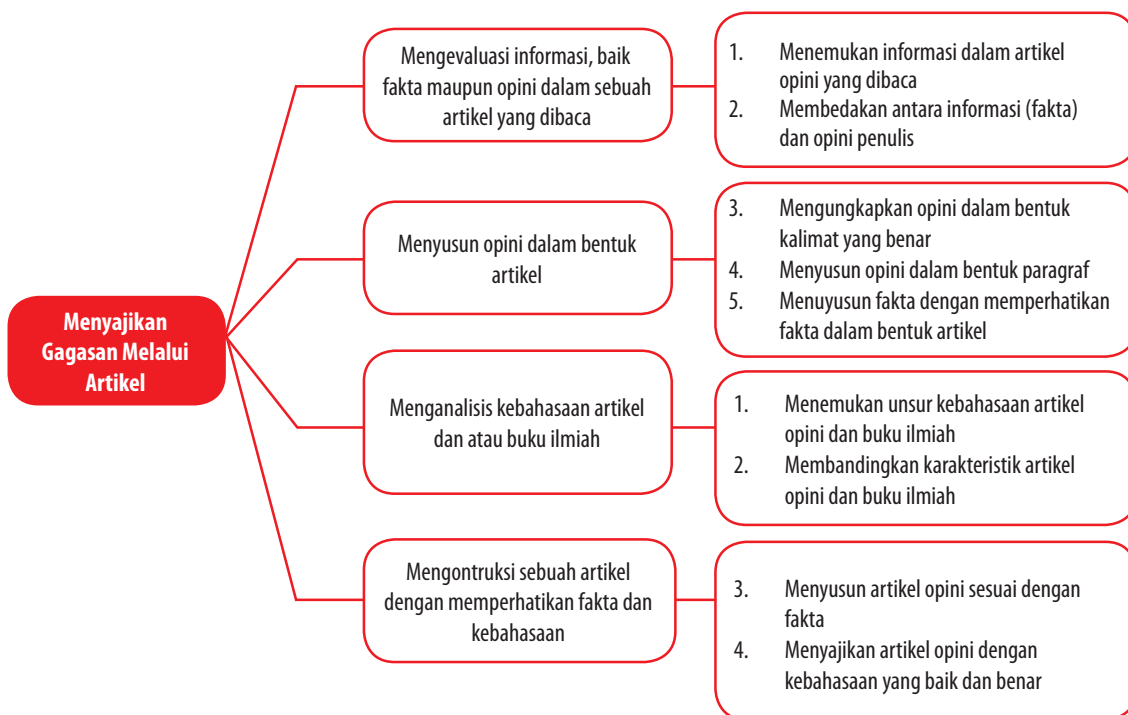 Menyajikan
Gagasan Melalui
Artikel
Mengevaluasi informasi, baik
fakta maupun opini dalam sebuah
artikel yang dibaca
1. Menemukan informasi dalam artikel
opini yang dibaca
2. Membedakan antara informasi (fakta)
dan opini penulis
Menyusun opini dalam bentuk
artikel
3. Mengungkapkan opini dalam bentuk
kalimat yang benar
4. Menyusun opini dalam bentuk paragraf
5. Menuyusun fakta dengan memperhatikan
fakta dalam bentuk artikel
Menganalisis kebahasaan artikel
dan atau buku ilmiah
1. Menemukan unsur kebahasaan artikel
opini dan buku ilmiah
2. Membandingkan karakteristik artikel
opini dan buku ilmiah
Mengontruksi sebuah artikel
dengan memperhatikan fakta dan
kebahasaan
3. Menyusun artikel opini sesuai dengan
fakta
4. Menyajikan artikel opini dengan
kebahasaan yang baik dan benar